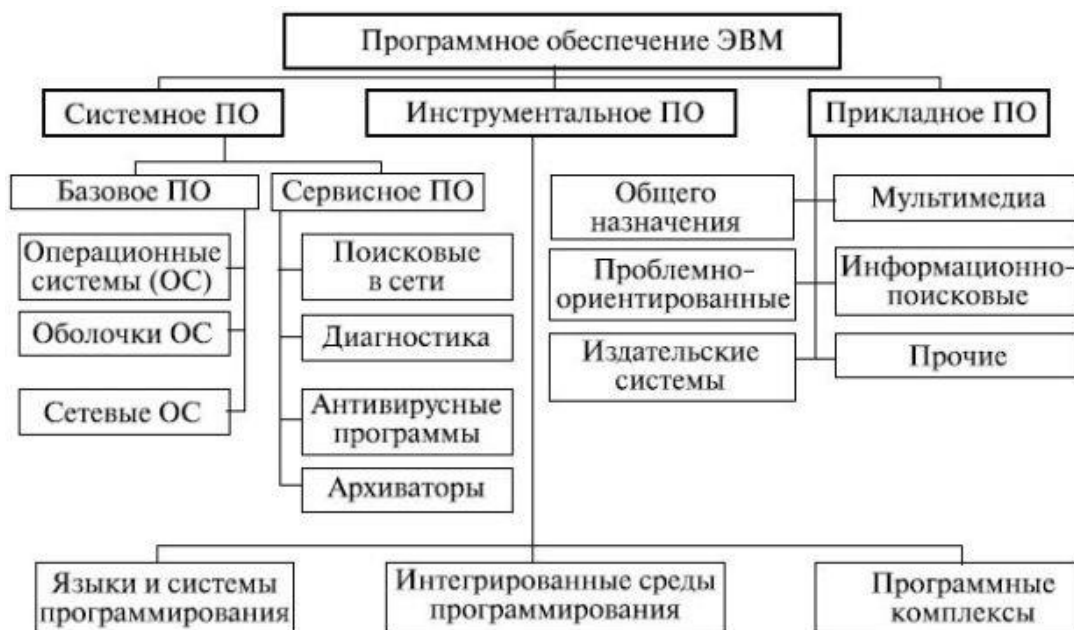 Программное обеспечение ЭВМ
Системное ПО
Инструментальное ПО
Прикладное ПО
Базовое ПО
Сервисное ПО
Операционные
системы (ОС)
Оболочки ОС
Сетевые ОС
Поисковые
в сети
Диагностика
Антивирусные
программы
Архиваторы
Общего
назначения
Проблемно-
ориентированные
Издательские
системы
Мультимедиа
Информационно-
поисковые
Прочие
Языки и системы
программирования
Интегрированные среды
программирования
Программные
комплексы